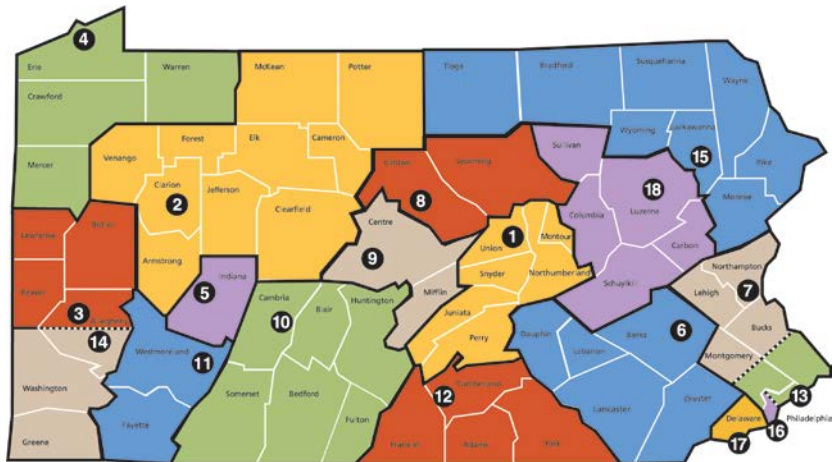 4
Erie
Warren
McKean
Potter
Tioga
Bradford
Susquehanna
Wayne
Crawford
Forest
Elk
Cameron
Wyoming
Lackawanna
Mercer
Venango
Clinton
Lycoming
Sullivan
15
Pike
Clarion
2
Jefferson
Clearfield
8
Columbia
18
Luzerne
Monroe
Lawrence
Butler
Centre
9
1
Union
Montour
Carbon
Northampton
Armstrong
Indiana
5
Snyder
Northumberland
Lehigh
7
Beaver
3
Cambria
10
Blair
Huntington
Mifflin
Juniata
Schuylkill
Bucks
14
Westmoreland
11
Perry
Dauphin
Lebanon
Berks
6
Montgomery
Washington
Somerset
Bedford
Fulton
12
Cumberland
Lancaster
Chester
13
Greene
Fayette
Franklin
Adams
York
Delaware
16
Philadelphia
17